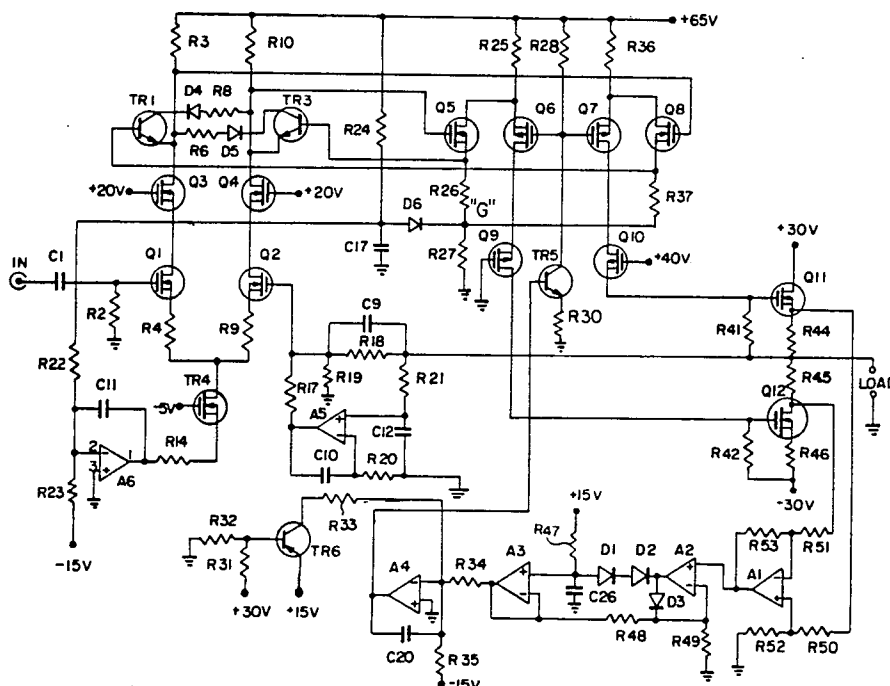 +65V
R3
R10
R25
R28
R36
D4 R8
TR1
TR3
Q5
Q6
Q7
Q8
R24
R6 D5
Q3
Q4
+20V
+20V
R26
"G"
R37
D6
+30V
IN
C1
Q1
Q2
C17
R27
Q9
TR5
Q10
+40V
Q11
R2
R4
R9
C9
R30
R41
R44
R18
R22
R17
R19
R21
R45
LOAD
C11
TR4
-5V
A5
C12
Q12
2
3
1
A6
R14
C10
R20
R42
R46
-30V
R23
R33
+15V
-15V
R32
R31
TR6
R47
R53 R51
A4
R34
A3
D1
D2
A2
A1
+30V
+15V
C26
D3
R48
R49
R52 R50
C20
R35
-15V